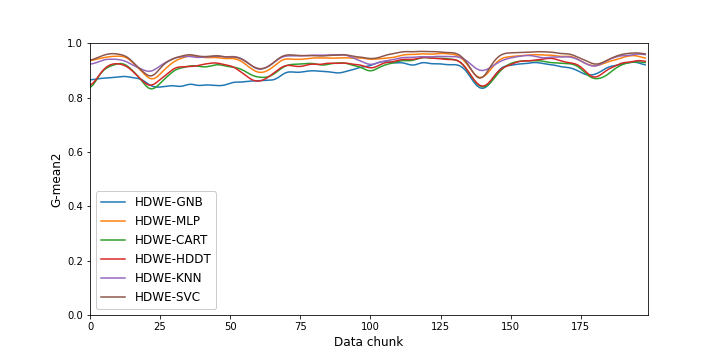 1.0
0.8
0.6
0.4
0.2
0.0
G-mean2
HDWE-GNB
HDWE-MLP
HDWE-CART
HDWE-HDDT
HDWE-KNN
HDWE-SVC
0 25 50 75 100 125 150 175
Data chunk